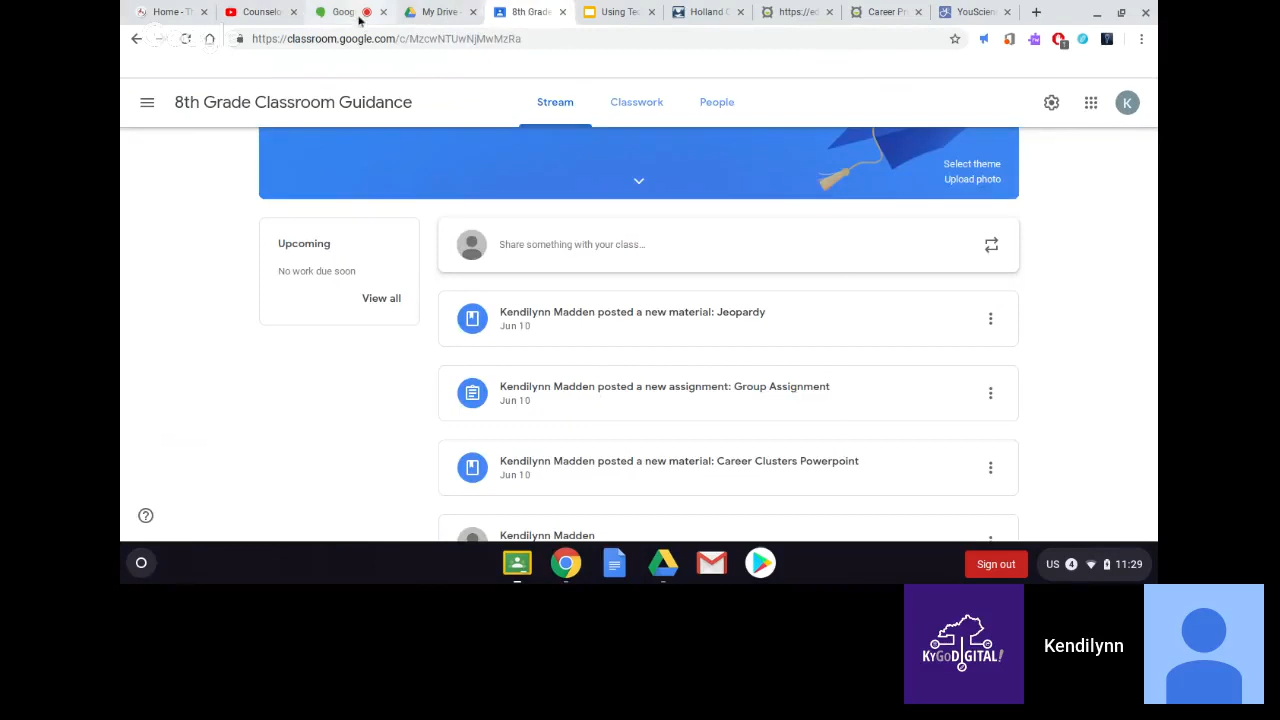 Home - Th
Counselo
Goog
My Drive -
8th Grade
Using Tec
Holland C
https://ed
Career Pr
YouScien
https://classroom.google.com/c/MzcwNTUwNjMwMzRa
1
8th Grade Classroom Guidance
Stream
Classwork
People
K
Select theme
Upload photo
Upcoming
No work due soon
View all
Share something with your class...
Kendilynn Madden posted a new material: Jeopardy
Jun 10
Kendilynn Madden posted a new assignment: Group Assignment
Jun 10
Kendilynn Madden posted a new material: Career Clusters Powerpoint
Jun 10
Kendilynn Madden
Sign out
US
4
11:29
KyGoDIGITAL!
Kendilynn